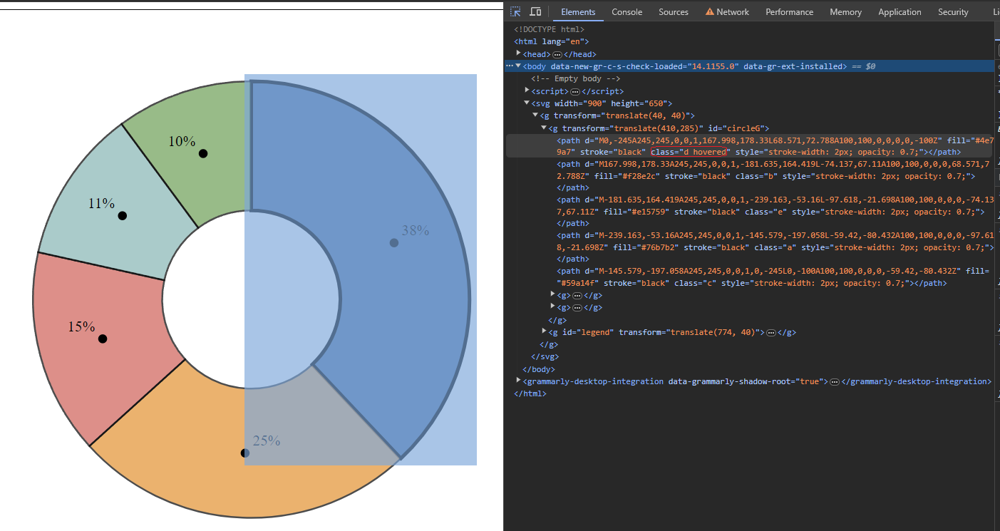 10%
11%
38%
15%
25%
Elements Console Sources Network Performance Memory Application Security Li
<!DOCTYPE html>
<html lang="en">
<head> ⋯ </head>
<body data-new-gr-c-s-check-loaded="14.1155.0" data-gr-ext-installed> == $0
<!-- Empty body -->
<script> ⋯ </script>
<svg width="900" height="650">
<g transform="translate(40, 40)">
<g transform="translate(410,285)" id="circleG">
<path d="M0,-245A245,245,0,0,1,167.998,178.33L68.571,72.788A100,100,0,0,0,0,-100Z" fill="#4e7
9a7" stroke="black" class="d hovered" style="stroke-width: 2px; opacity: 0.7;"></path>
<path d="M167.998,178.33A245,245,0,0,1,-181.635,164.419L-74.137,67.11A100,100,0,0,0,68.571,7
2.788Z" fill="#f28e2c" stroke="black" class="b" style="stroke-width: 2px; opacity: 0.7;">
</path>
<path d="M-181.635,164.419A245,245,0,0,1,-239.163,-53.16L-97.618,-21.698A100,100,0,0,0,-74.13
7,67.11Z" fill="#e15759" stroke="black" class="e" style="stroke-width: 2px; opacity: 0.7;">
</path>
<path d="M-239.163,-53.16A245,245,0,0,1,-145.579,-197.058L-59.42,-80.432A100,100,0,0,0,-97.61
8,-21.698Z" fill="#76b7b2" stroke="black" class="a" style="stroke-width: 2px; opacity: 0.7;">
</path>
<path d="M-145.579,-197.058A245,245,0,0,1,0,-245L0,-100A100,100,0,0,0,-59.42,-80.432Z" fill=
"#59a14f" stroke="black" class="c" style="stroke-width: 2px; opacity: 0.7;"></path>
<g> ⋯ </g>
<g> ⋯ </g>
</g>
<g id="legend" transform="translate(774, 40)"> ⋯ </g>
</g>
</svg>
</body>
<grammarly-desktop-integration data-grammarly-shadow-root="true"> ⋯ </grammarly-desktop-integration>
</html>